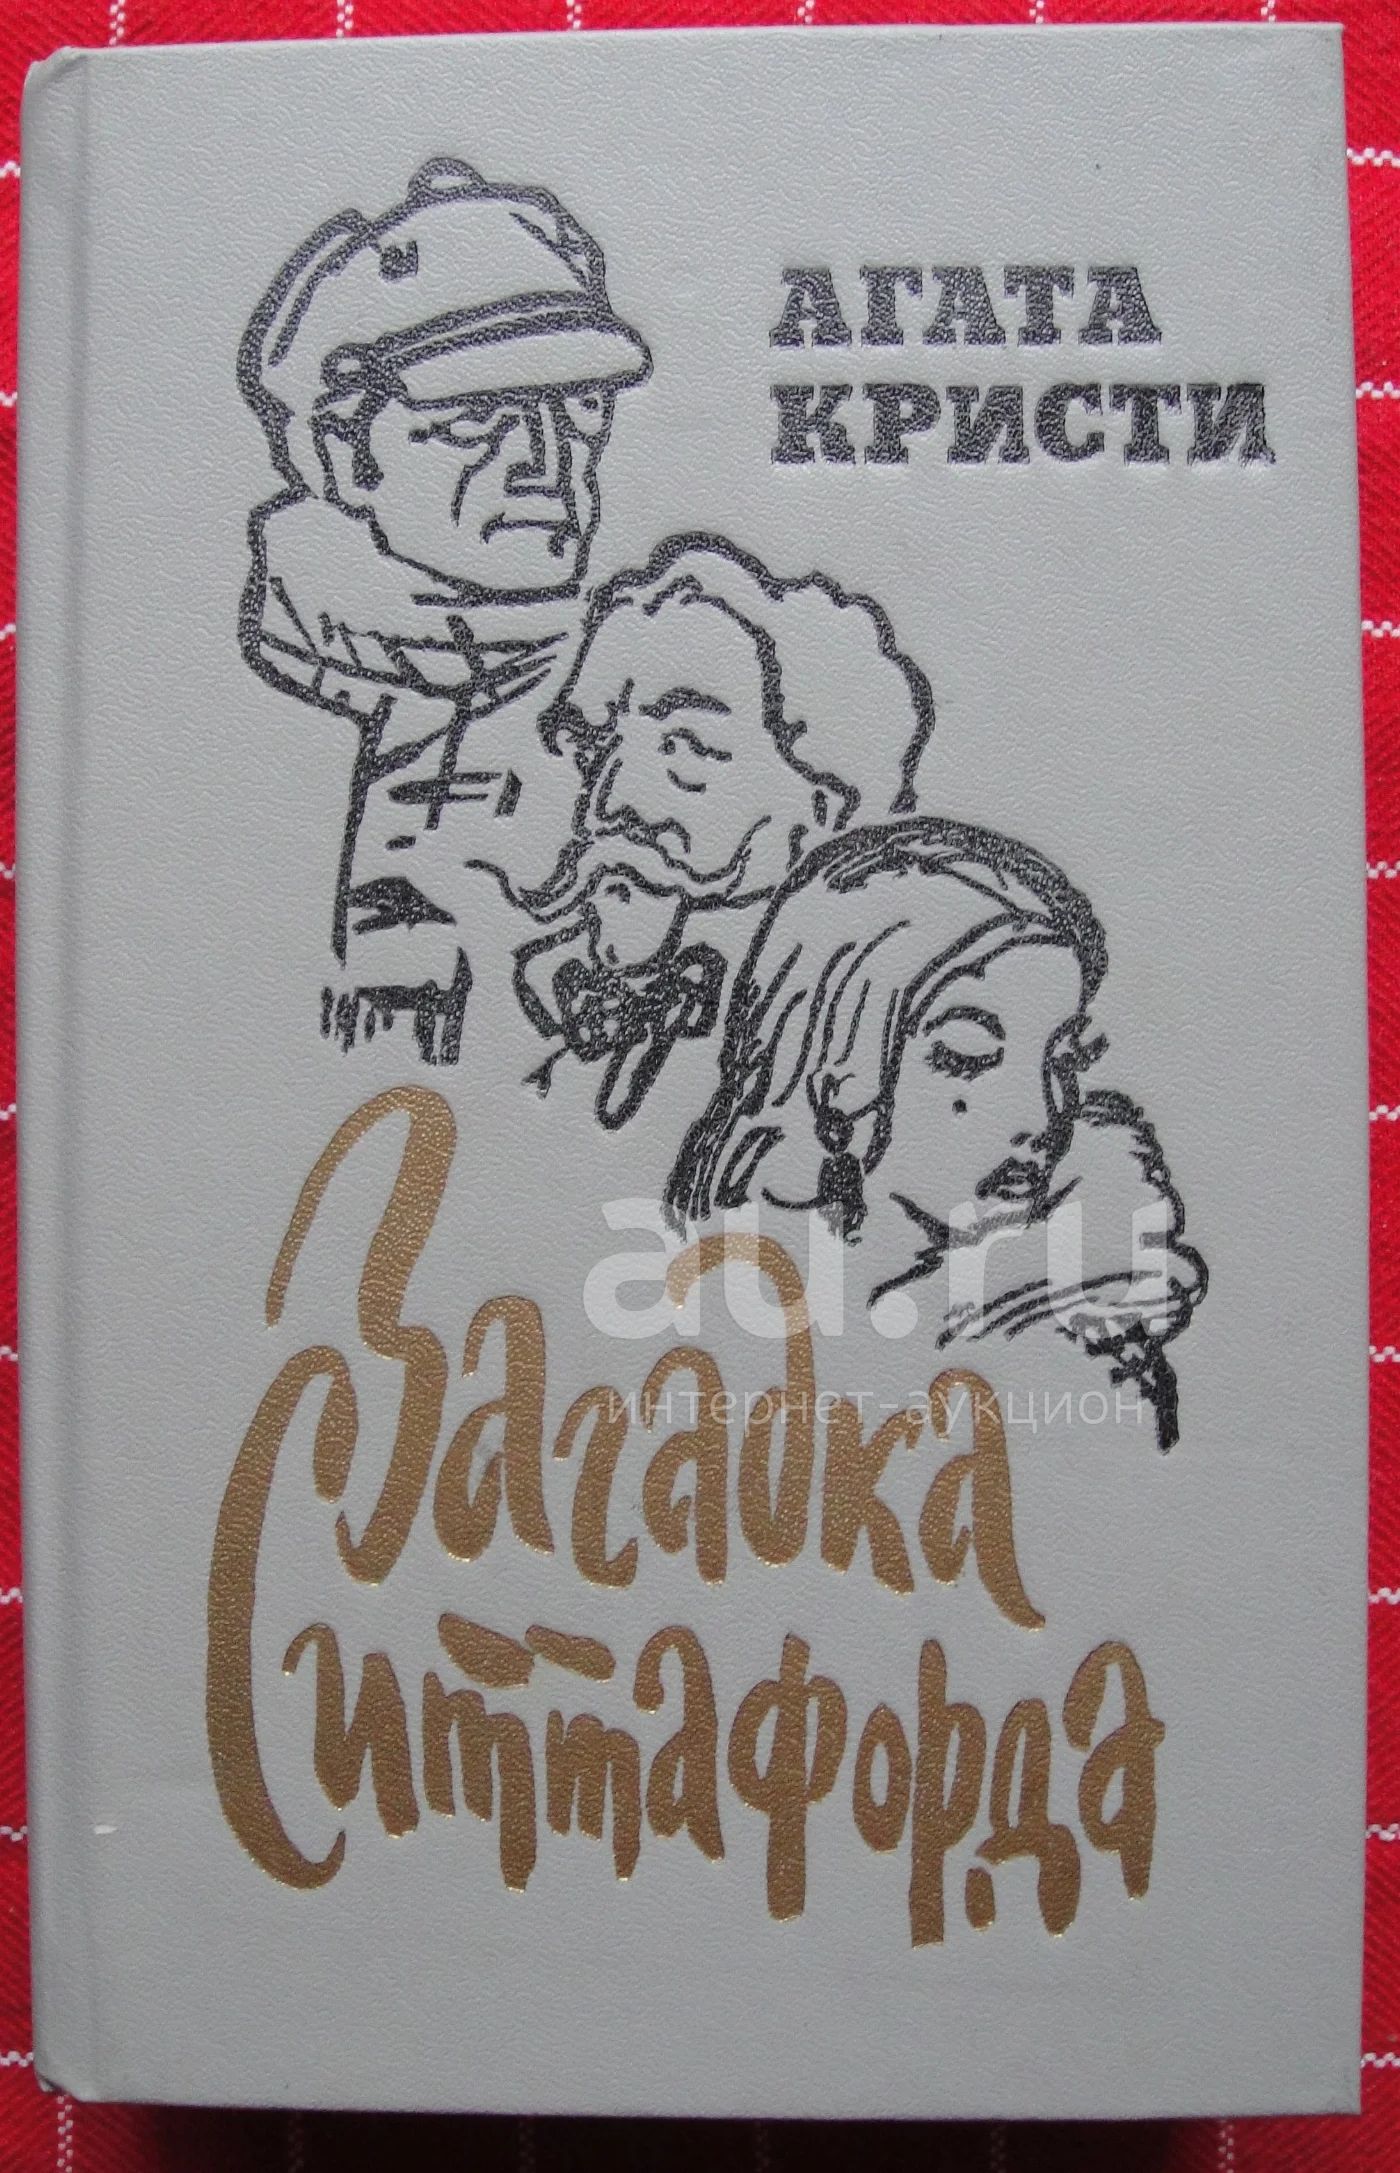 АГАТА
КРИСТИ
au.ru
интернет-аукцион
Загадка
Ситтафорда